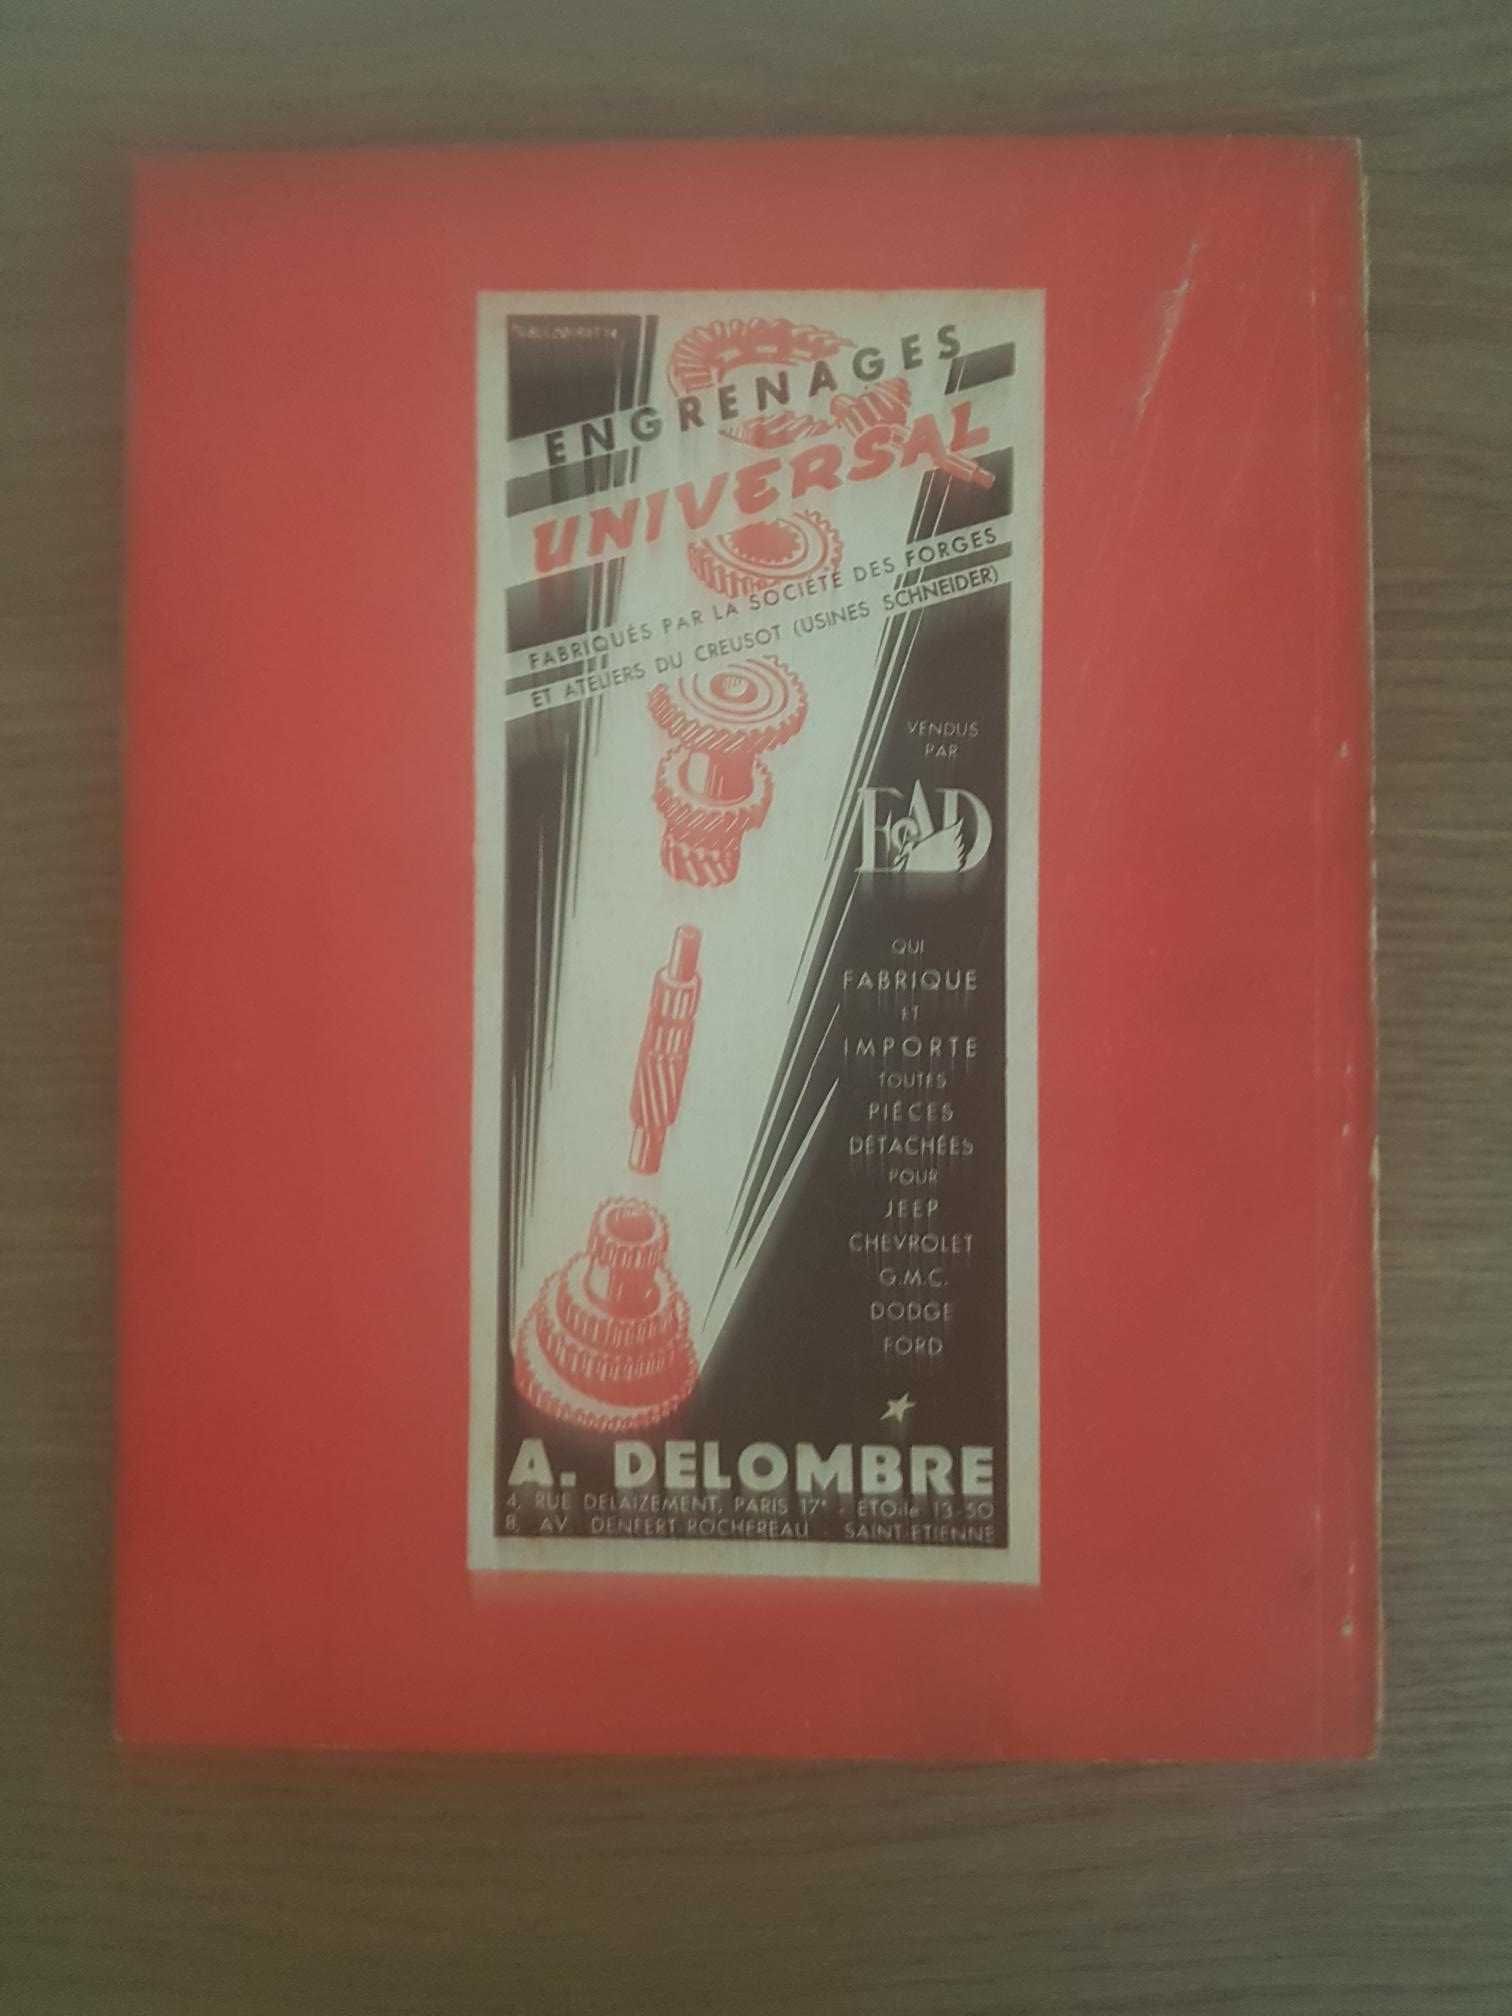 ENGRENAGES
UNIVERSAL
FABRIQUÉS PAR LA SOCIÉTÉ DES FORGES
ET ATELIERS DU CREUSOT (USINES SCHNEIDER)
VENDUS
PAR
EAD
QUI
FABRIQUE
ET
IMPORTE
TOUTES
PIÉCES
DÉTACHÉES
POUR
JEEP
CHEVROLET
G.M.C.
DODGE
FORD
A. DELOMBRE
4, RUE DELAIZEMENT, PARIS 17ᵉ - ETOile 13-50
8, AV. DENFERT-ROCHEREAU - SAINT-ETIENNE